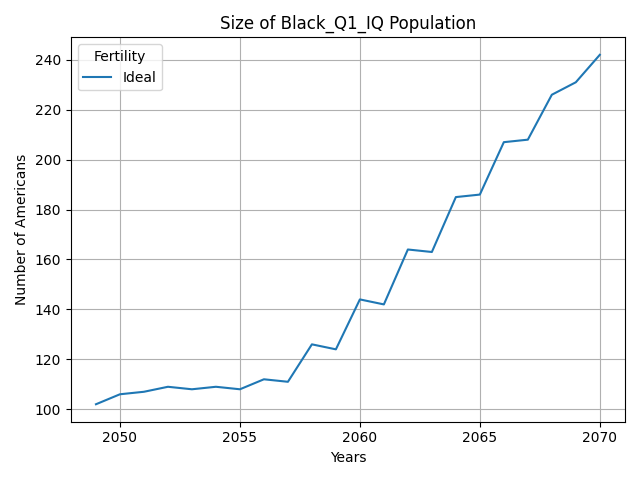 Size of Black_Q1_IQ Population
Fertility
Ideal
Number of Americans
240
220
200
180
160
140
120
100
2050
2055
2060
2065
2070
Years